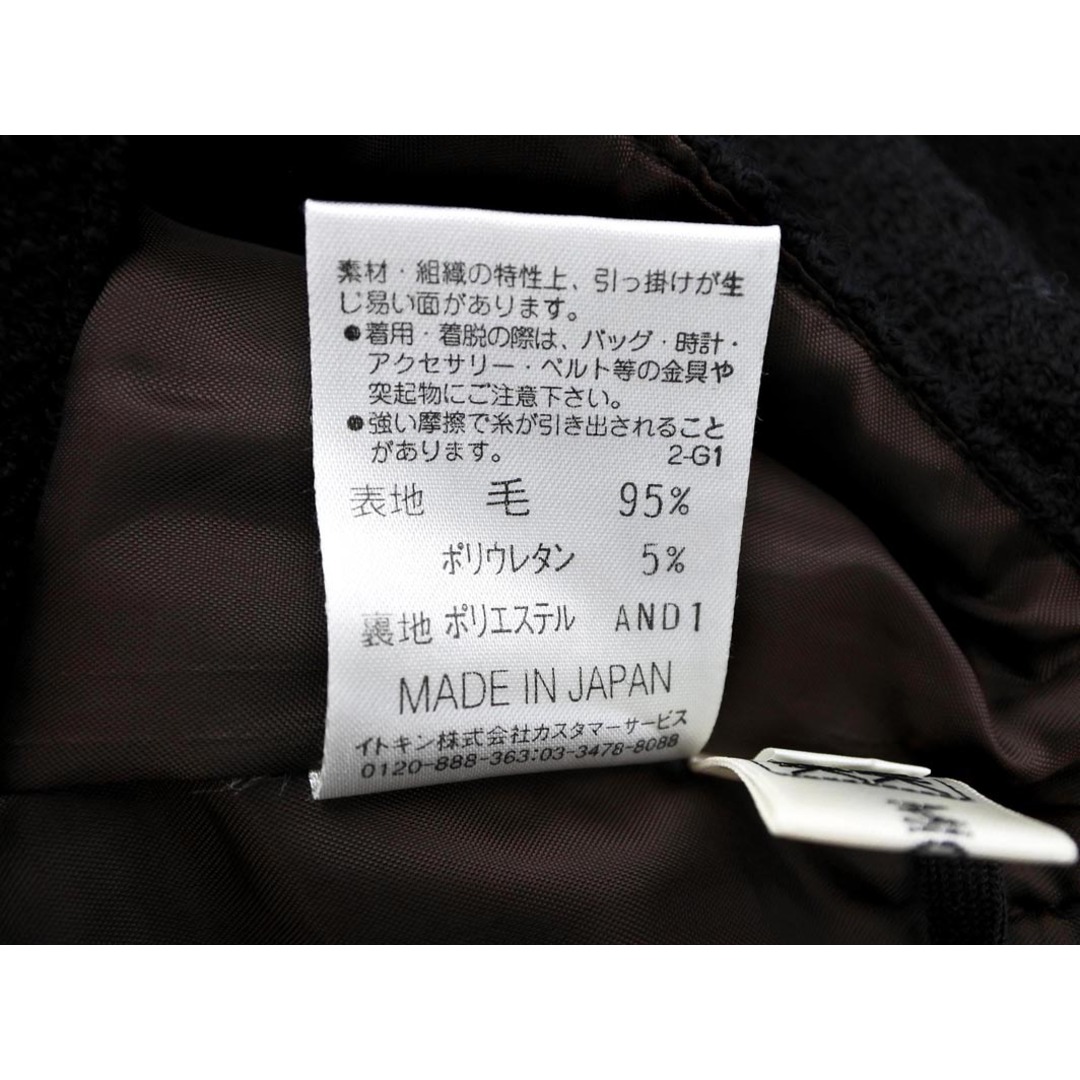 素材・組織の特性上、引っ掛けが生
じ易い面があります。
●着用・着脱の際は、バッグ・時計・
アクセサリー・ベルト等の金具や
突起物にご注意下さい。
●強い摩擦で糸が引き出されること
があります。 2-G1
表地 毛 95%
ポリウレタン 5%
裏地 ポリエステル AND1
MADE IN JAPAN
イトキン株式会社カスタマーサービス
0120-888-363:03-3478-8088